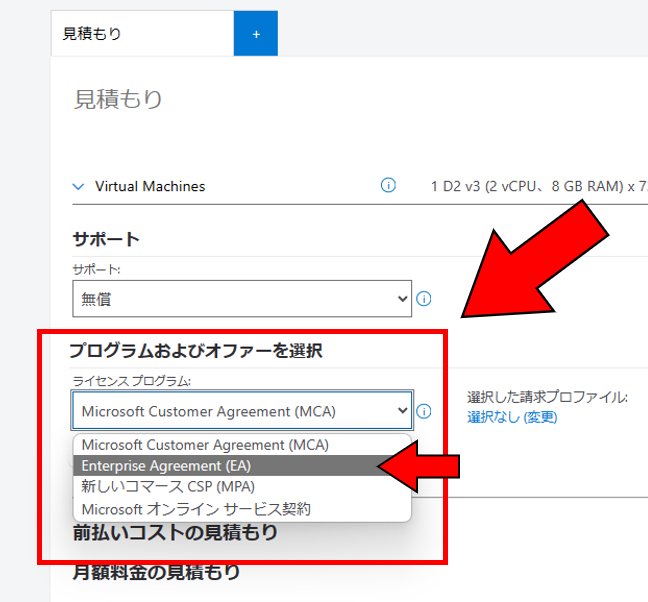 見積もり
+
見積もり
Virtual Machines
1 D2 v3 (2 vCPU、8 GB RAM) x
サポート
サポート:
無償
プログラムおよびオファーを選択
ライセンス プログラム:
Microsoft Customer Agreement (MCA)
選択した請求プロファイル:
選択なし (変更)
Microsoft Customer Agreement (MCA)
Enterprise Agreement (EA)
新しいコマース CSP (MPA)
Microsoft オンライン サービス契約
前払いコストの見積もり
月額料金の見積もり